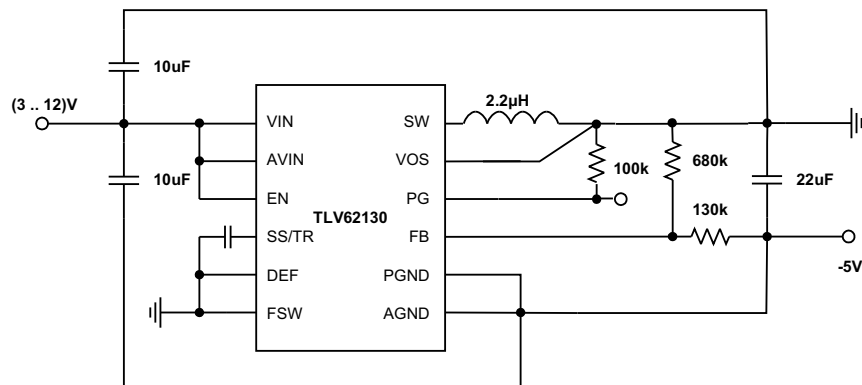 10uF
(3 .. 12)V
10uF
VIN
AVIN
EN
TLV62130
SS/TR
DEF
FSW
SW
VOS
PG
FB
PGND
AGND
2.2µH
100k
680k
130k
22uF
-5V